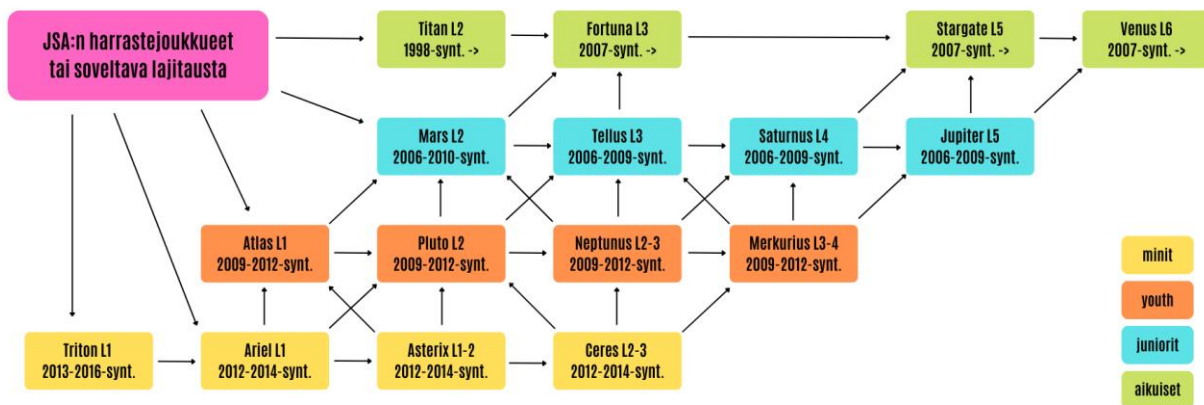 JSA:n harrastejoukkueet
tai soveltava lajitausta
Titan L2
1998-synt. ->
Fortuna L3
2007-synt. ->
Stargate L5
2007-synt. ->
Venus L6
2007-synt. ->
Mars L2
2006-2010-synt.
Tellus L3
2006-2009-synt.
Saturnus L4
2006-2009-synt.
Jupiter L5
2006-2009-synt.
Atlas L1
2009-2012-synt.
Pluto L2
2009-2012-synt.
Neptunus L2-3
2009-2012-synt.
Merkurius L3-4
2009-2012-synt.
Triton L1
2013-2016-synt.
Ariel L1
2012-2014-synt.
Asterix L1-2
2012-2014-synt.
Ceres L2-3
2012-2014-synt.
minit
youth
juniorit
aikuiset